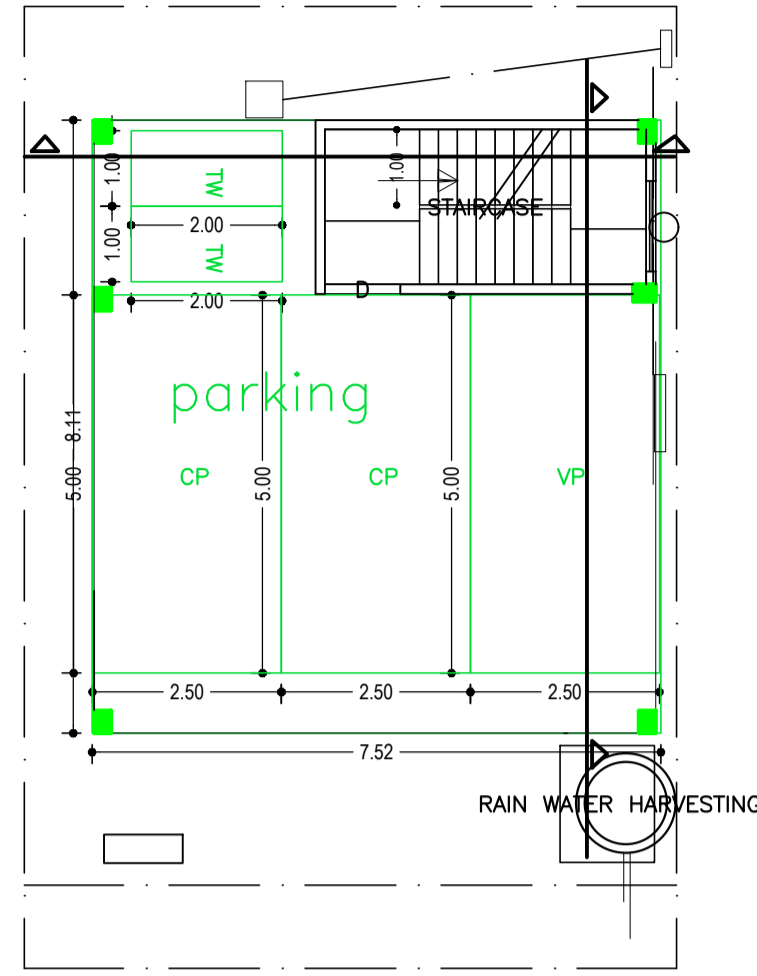 1.00
TW
1.00
STAIRCASE
2.00
1.00
TW
D
2.00
parking
8.11
5.00
CP
5.00
CP
5.00
VP
2.50
2.50
2.50
7.52
RAIN WATER HARVESTING